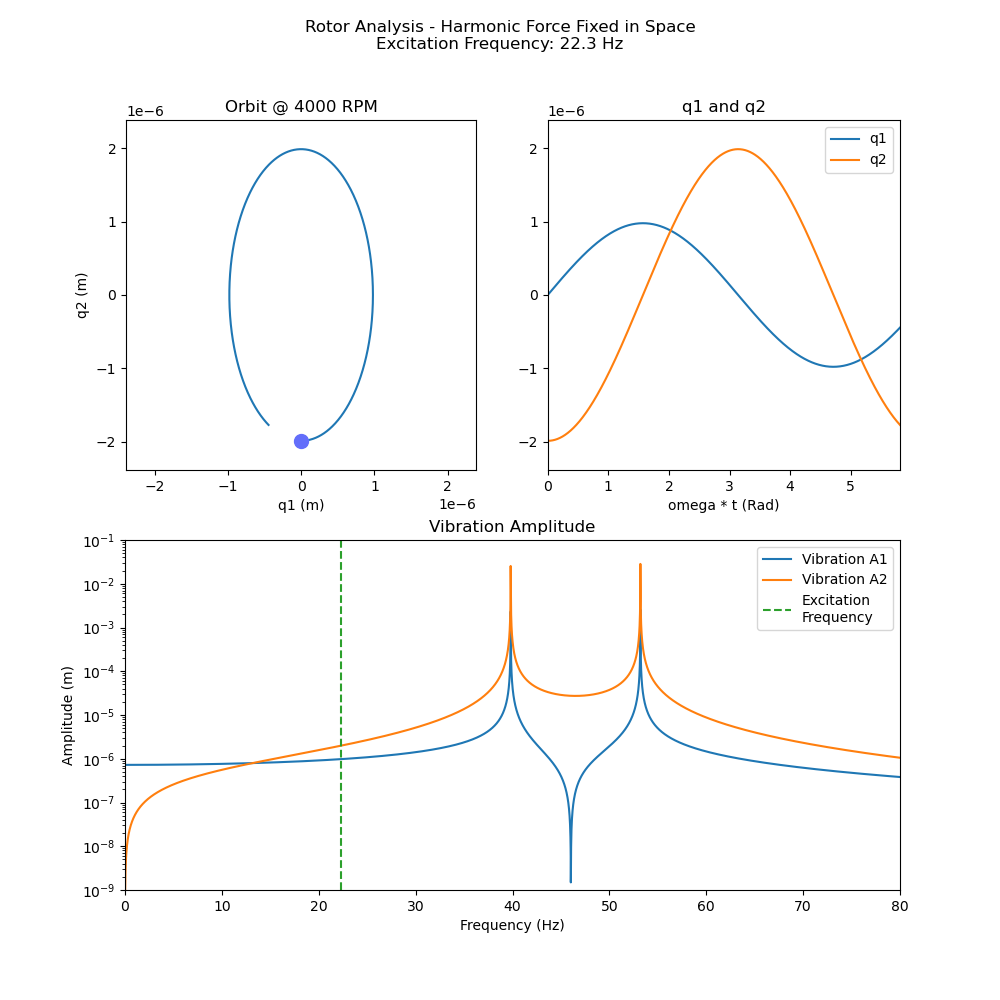 Rotor Analysis - Harmonic Force Fixed in Space
Excitation Frequency: 22.3 Hz
Orbit @ 4000 RPM
1e−6
q2 (m)
2
1
0
−1
−2
−2
−1
0
1
2
1e−6
q1 (m)
q1 and q2
1e−6
q1
q2
2
1
0
−1
−2
0
1
2
3
4
5
omega * t (Rad)
Vibration Amplitude
Vibration A1
Vibration A2
Excitation
Frequency
Amplitude (m)
10⁻¹
10⁻²
10⁻³
10⁻⁴
10⁻⁵
10⁻⁶
10⁻⁷
10⁻⁸
10⁻⁹
0
10
20
30
40
50
60
70
80
Frequency (Hz)